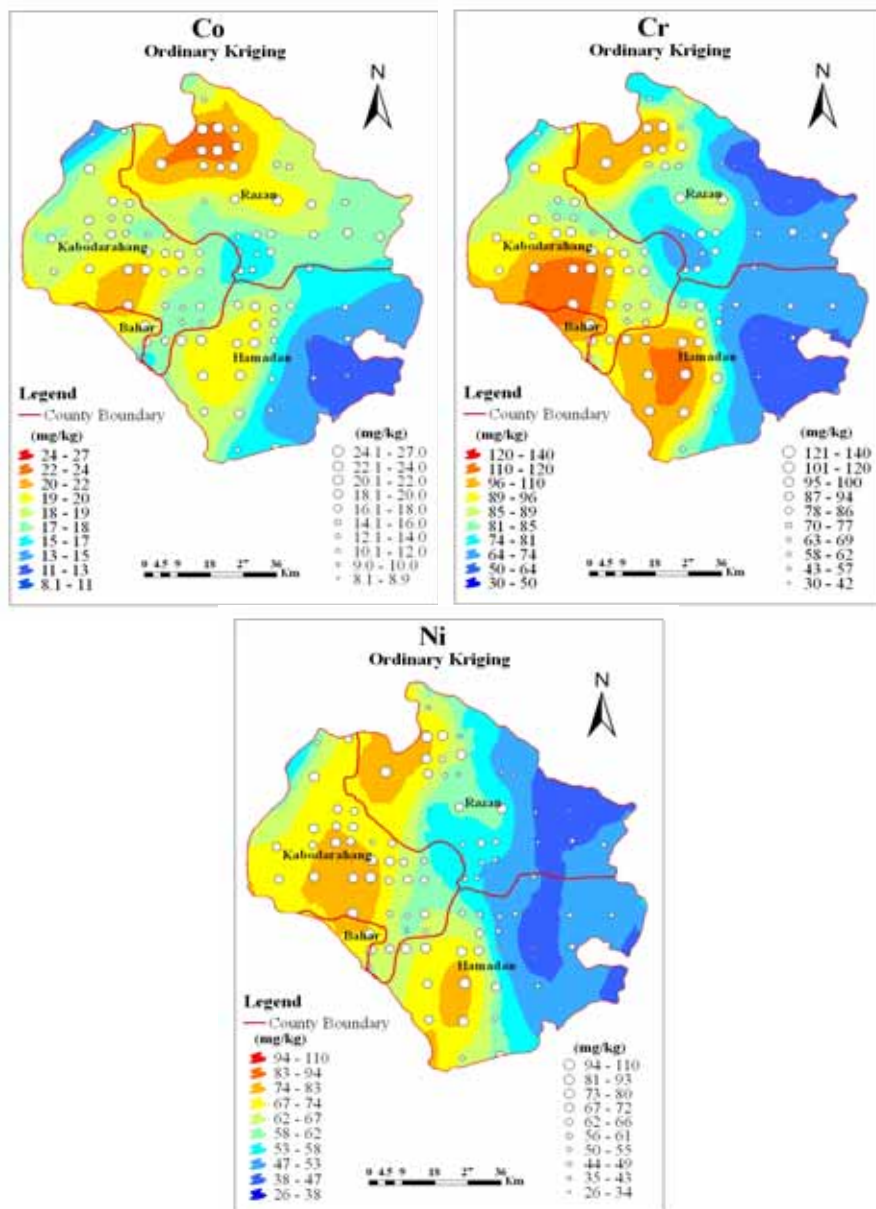 Co
Ordinary Kriging
N
Razan
Kabodarahang
Bahar
Hamadan
Legend
County Boundary
(mg/kg)
24 - 27
22 - 24
20 - 22
19 - 20
18 - 19
17 - 18
15 - 17
13 - 15
11 - 13
8.1 - 11
(mg/kg)
24.1 - 27.0
22.1 - 24.0
20.1 - 22.0
18.1 - 20.0
16.1 - 18.0
14.1 - 16.0
12.1 - 14.0
10.1 - 12.0
9.0 - 10.0
8.1 - 8.9
0 4.5 9 18 27 36
Km
Cr
Ordinary Kriging
N
Razan
Kabodarahang
Bahar
Hamadan
Legend
County Boundary
(mg/kg)
120 - 140
110 - 120
96 - 110
89 - 96
85 - 89
81 - 85
74 - 81
64 - 74
50 - 64
30 - 50
(mg/kg)
121 - 140
101 - 120
95 - 100
87 - 94
78 - 86
70 - 77
63 - 69
58 - 62
43 - 57
30 - 42
0 4.5 9 18 27 36
Km
Ni
Ordinary Kriging
N
Razan
Kabodarahang
Bahar
Hamadan
Legend
County Boundary
(mg/kg)
94 - 110
83 - 94
74 - 83
67 - 74
62 - 67
58 - 62
53 - 58
47 - 53
38 - 47
26 - 38
(mg/kg)
94 - 110
81 - 93
73 - 80
67 - 72
62 - 66
56 - 61
50 - 55
44 - 49
35 - 43
26 - 34
0 4.5 9 18 27 36
Km